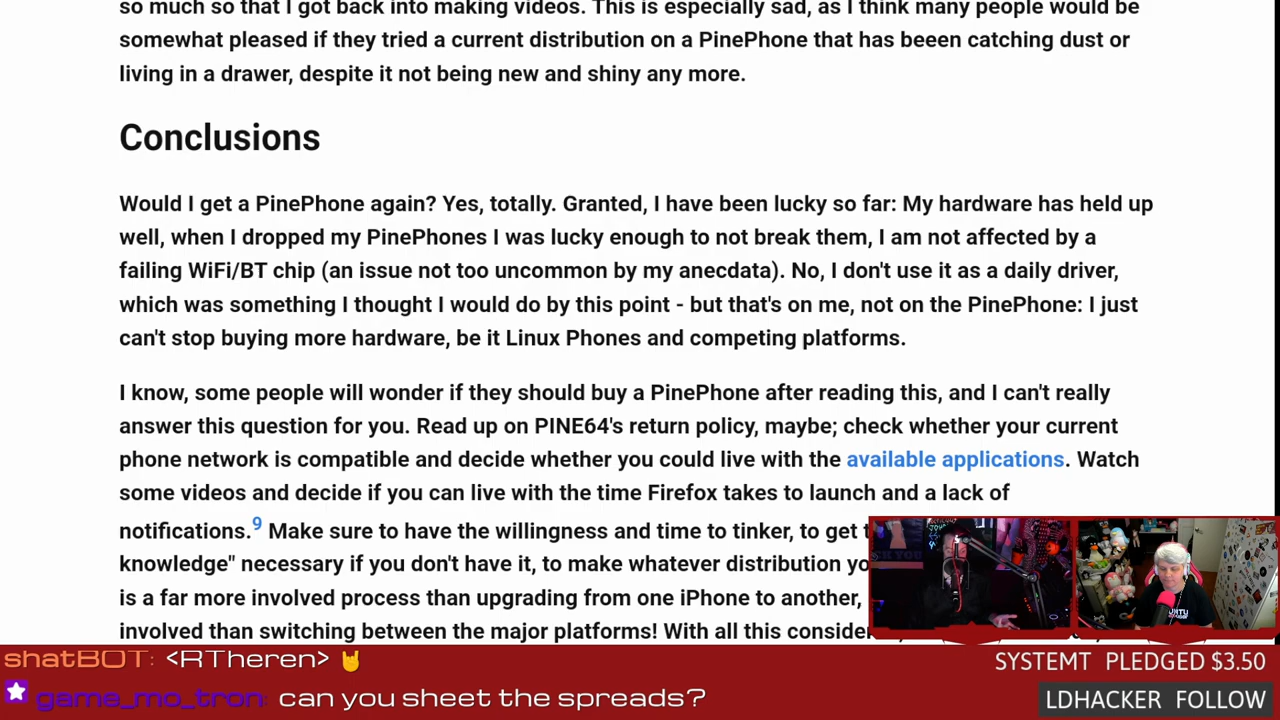 so much so that I got back into making videos. This is especially sad, as I think many people would be
somewhat pleased if they tried a current distribution on a PinePhone that has beeen catching dust or
living in a drawer, despite it not being new and shiny any more.
Conclusions
Would I get a PinePhone again? Yes, totally. Granted, I have been lucky so far: My hardware has held up
well, when I dropped my PinePhones I was lucky enough to not break them, I am not affected by a
failing WiFi/BT chip (an issue not too uncommon by my anecdata). No, I don't use it as a daily driver,
which was something I thought I would do by this point - but that's on me, not on the PinePhone: I just
can't stop buying more hardware, be it Linux Phones and competing platforms.
I know, some people will wonder if they should buy a PinePhone after reading this, and I can't really
answer this question for you. Read up on PINE64's return policy, maybe; check whether your current
phone network is compatible and decide whether you could live with the available applications. Watch
some videos and decide if you can live with the time Firefox takes to launch and a lack of
notifications.9 Make sure to have the willingness and time to tinker, to get
knowledge" necessary if you don't have it, to make whatever distribution
is a far more involved process than upgrading from one iPhone to another,
involved than switching between the major platforms! With all this
shatBOT: <RTheren> 🤘
game_mo_tron: can you sheet the spreads?
SYSTEMT PLEDGED $3.50
LDHACKER FOLLOW